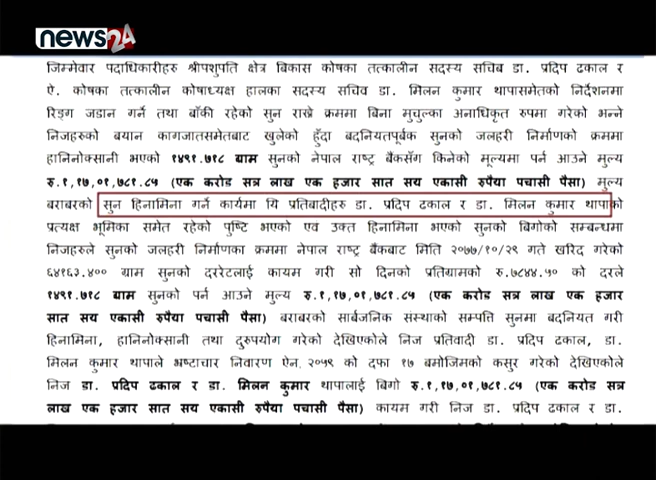 news24
जिम्मेवार पदाधिकारीहरु श्रीपशुपति क्षेत्र बिकास कोषका तत्कालीन सदस्य सचिब डा. प्रदिप ढकाल र
ऐ. कोषका तत्कालीन कोषाध्यक्ष हालका सदस्य सचिव डा. मिलन कुमार थापासमेतको निर्देशनमा
रिङ्ग जडान गर्ने तथा बाँकी रहेको सुन राख्ने क्रममा बिना मुचुल्का अनाधिकृत रुपमा गरेको भन्ने
निजहरुको बयान कागजातसमेतबाट खुलेको हुँदा बदनियतपूर्बक सुनको जलहरी निर्माणको क्रममा
हानिनोक्सानी भएको १४९१.७१८ ग्राम सुनको नेपाल राष्ट्र बैंकसँग किनेको मूल्यमा पर्न आउने मूल्य
रु.१,१७,०१,७८१.८५ (एक करोड सत्र लाख एक हजार सात सय एकासी रुपैया पचासी पैसा) मूल्य
बराबरको सुन हिनामिना गर्ने कार्यमा यि प्रतिबादीहरु डा. प्रदिप ढकाल र डा. मिलन कुमार थापाको
प्रत्यक्ष भूमिका समेत रहेको पुष्टि भएको एव उक्त हिनामिना भएको सुनको बिगोको सम्बन्धमा
निजहरुले सुनको जलहरी निर्माणका क्रममा नेपाल राष्ट्र बैंकबाट मिति २०७७/१०/२९ गते खरिद गरेको
६४१६३.४०० ग्राम सुनको दररेटलाई कायम गरी सो दिनको प्रतिग्रामको रु.७८४४.५० को दरले
१४९१.७१८ ग्राम सुनको पर्न आउने मूल्य रु.१,१७,०१,७८१.८५ (एक करोड सत्र लाख एक हजार
सात सय एकासी रुपैया पचासी पैसा) बराबरको सार्बजनिक संस्थाको सम्पत्ति सुनमा बदनियत गरी
हिनामिना, हानिनोक्सानी तथा दुरुपयोग गरेको देखिएकोले निज प्रतिवादी डा. प्रदिप ढकाल, डा.
मिलन कुमार थापाले भ्रष्टाचार निवारण ऐन, २०५९ को दफा १७ बमोजिमको कसुर गरेको देखिएकोले
निज डा. प्रदिप ढकाल र डा. मिलन कुमार थापालाई बिगो रु.१,१७,०१,७८१.८५ (एक करोड सत्र
लाख एक हजार सात सय एकासी रुपैया पचासी पैसा) कायम गरी निज डा. प्रदिप ढकाल र डा.